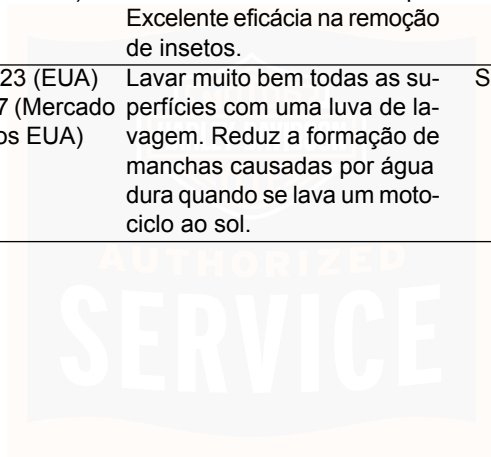 Excelente eficácia na remoção
de insetos.
23 (EUA) Lavar muito bem todas as su- S
7 (Mercado perfícies com uma luva de la-
os EUA) vagem. Reduz a formação de
manchas causadas por água
dura quando se lava um moto-
ciclo ao sol.
AUTHORIZED
SERVICE